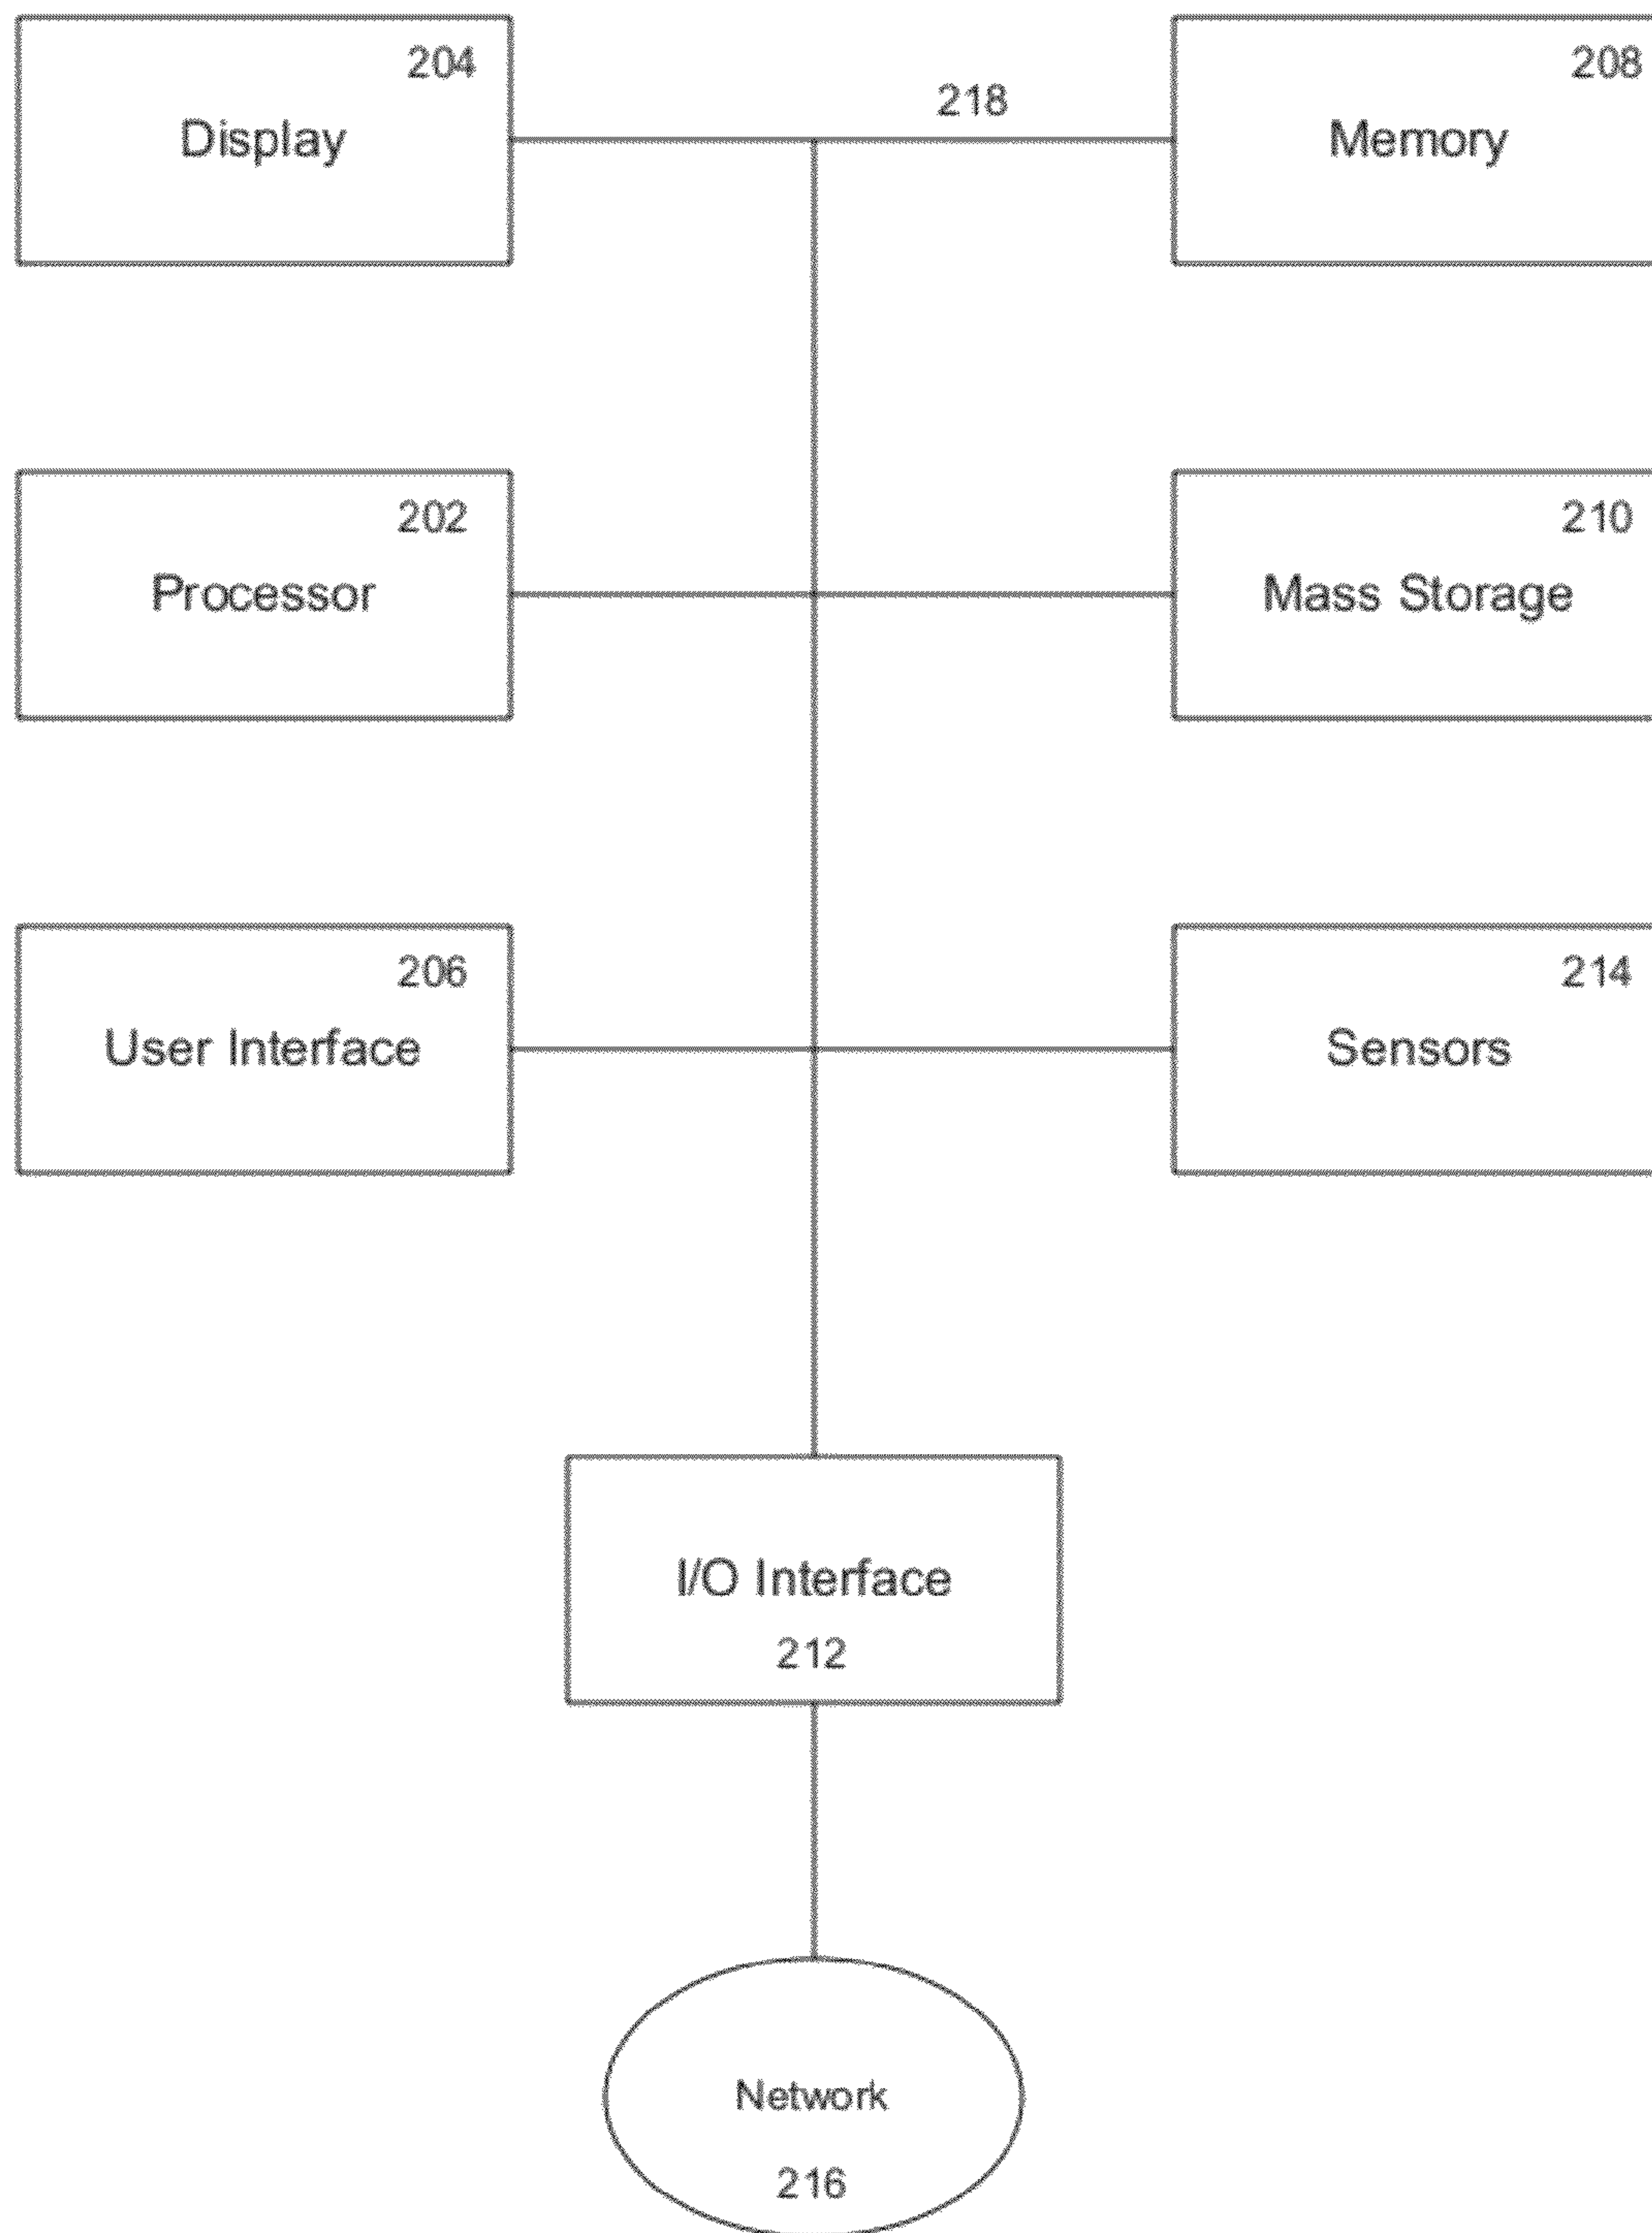 204
Display
218
208
Memory
202
Processor
210
Mass Storage
206
User Interface
214
Sensors
I/O Interface
212
Network
216